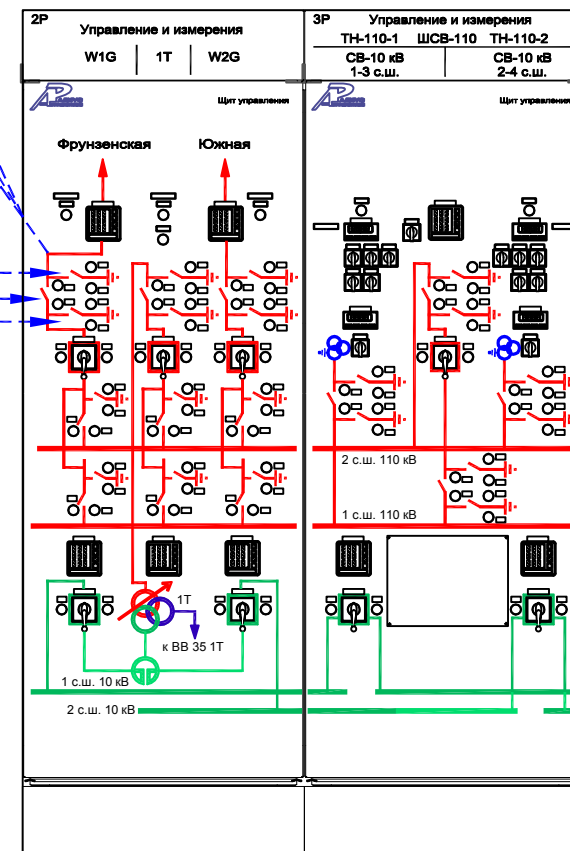 2Р
Управление и измерения
W1G 1Т W2G
3Р
Управление и измерения
ТН-110-1 ШСВ-110 ТН-110-2
СВ-10 кВ
1-3 с.ш.
СВ-10 кВ
2-4 с.ш.
Щит управления
Щит управления
Фрунзенская
Южная
2 с.ш. 110 кВ
1 с.ш. 110 кВ
1Т
к ВВ 35 1Т
1 с.ш. 10 кВ
2 с.ш. 10 кВ